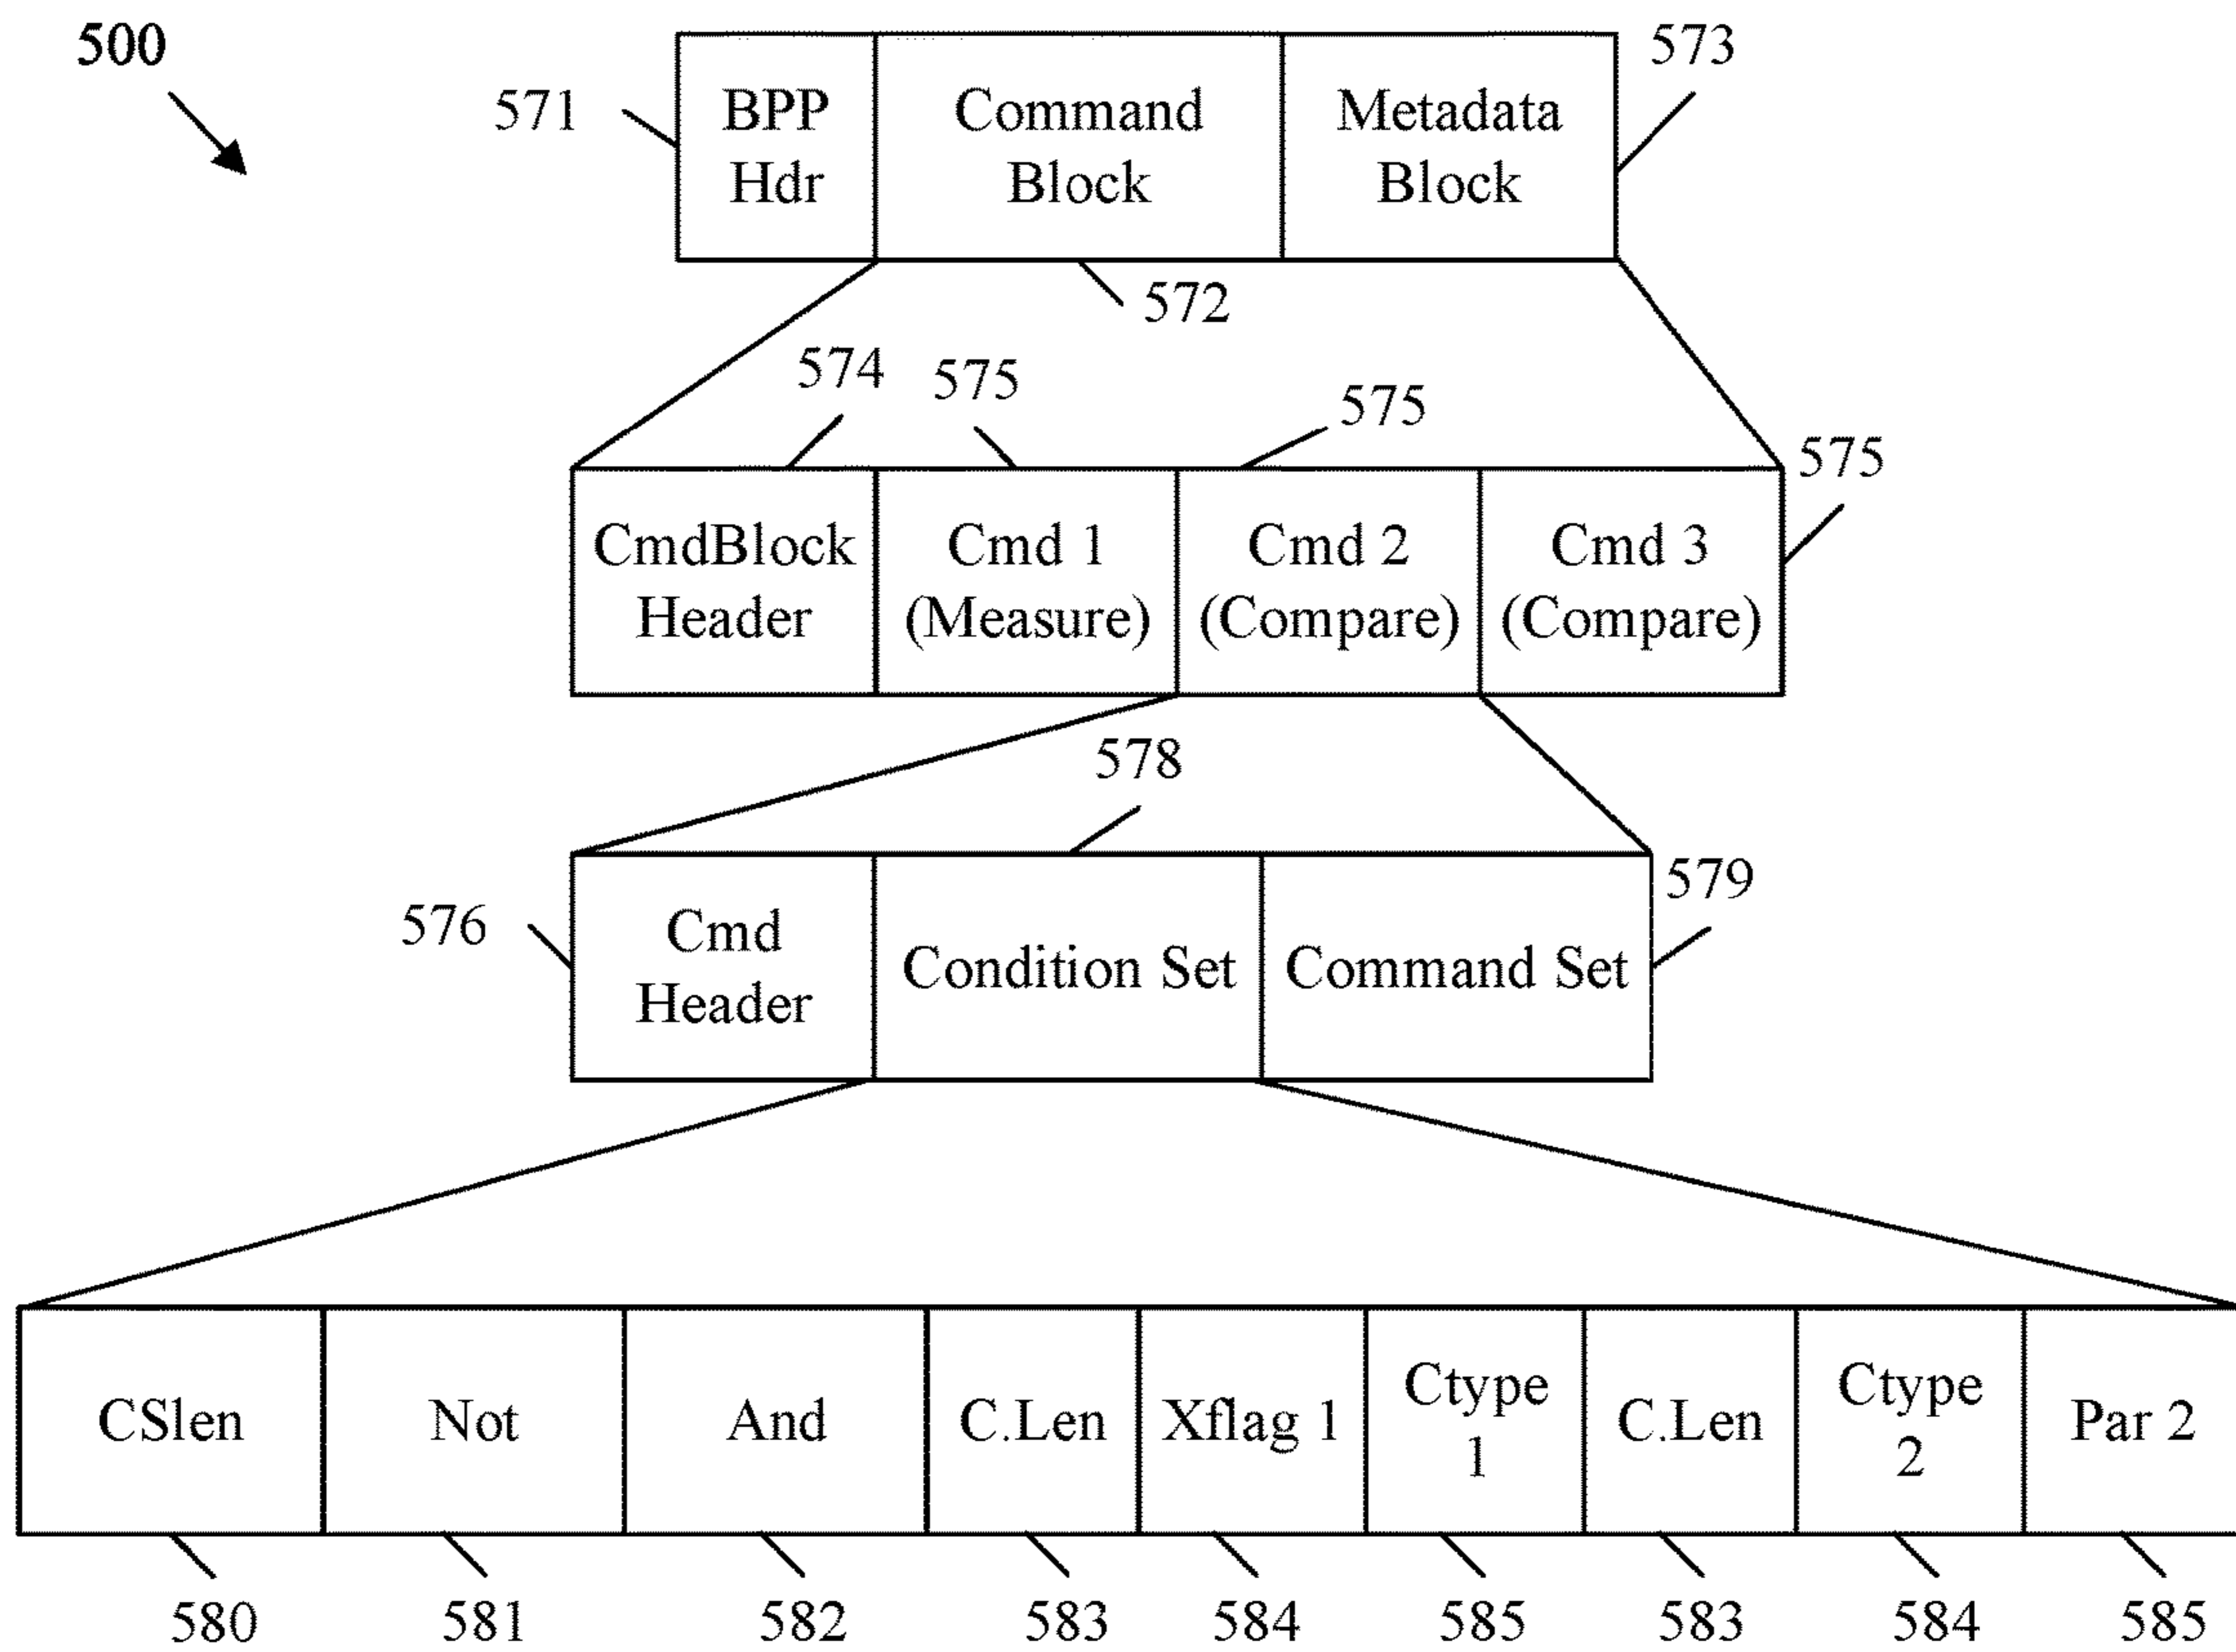 500
573
571
BPP
Hdr
Command
Block
Metadata
Block
572
574
575
575
575
CmdBlock
Header
Cmd 1
(Measure)
Cmd 2
(Compare)
Cmd 3
(Compare)
578
579
576
Cmd
Header
Condition Set
Command Set
CSlen
Not
And
C.Len
Xflag 1
Ctype
1
C.Len
Ctype
2
Par 2
580
581
582
583
584
585
583
584
585